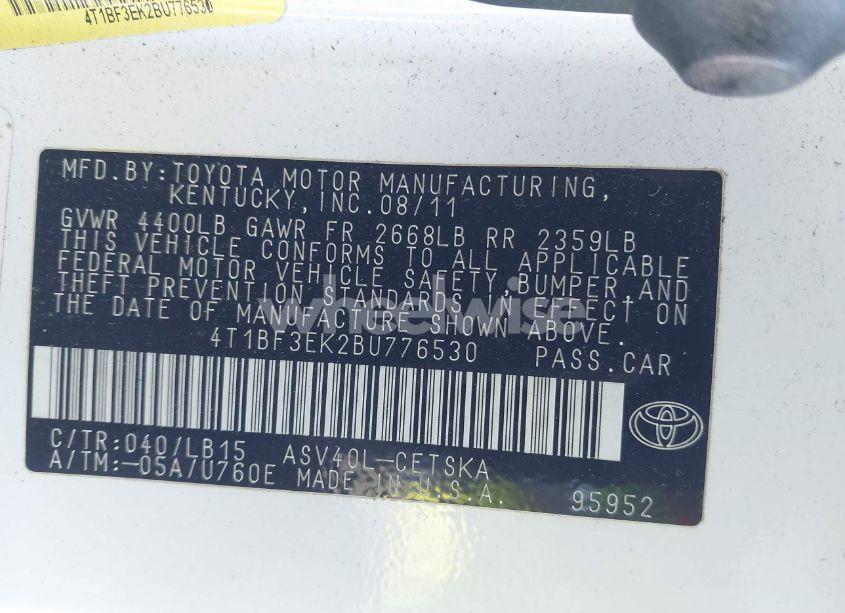 4T1BF3EK2BU776530
MFD.BY:TOYOTA MOTOR MANUFACTURING,
KENTUCKY,INC.08/11
GVWR 4400LB GAWR FR 2668LB RR 2359LB
THIS VEHICLE CONFORMS TO ALL APPLICABLE
FEDERAL MOTOR VEHICLE SAFETY,BUMPER,AND
THEFT PREVENTION STANDARDS IN EFFECT ON
THE DATE OF MANUFACTURE SHOWN ABOVE.
wheelwise
4T1BF3EK2BU776530 PASS.CAR
C/TR:040/LB15 ASV40L-CETSKA
A/TM:-05A/U760E MADE IN U.S.A. 95952